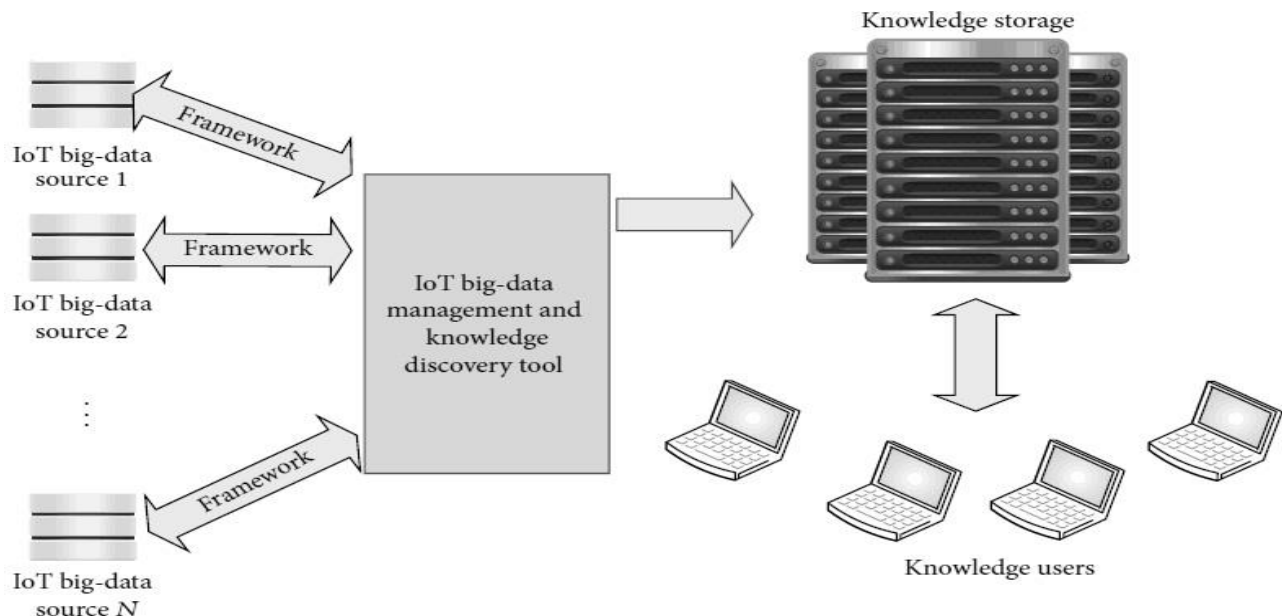 Knowledge storage
Framework
IoT big-data
source 1
Framework
IoT big-data
source 2
IoT big-data
management and
knowledge
discovery tool
⋮
Framework
IoT big-data
source N
Knowledge users